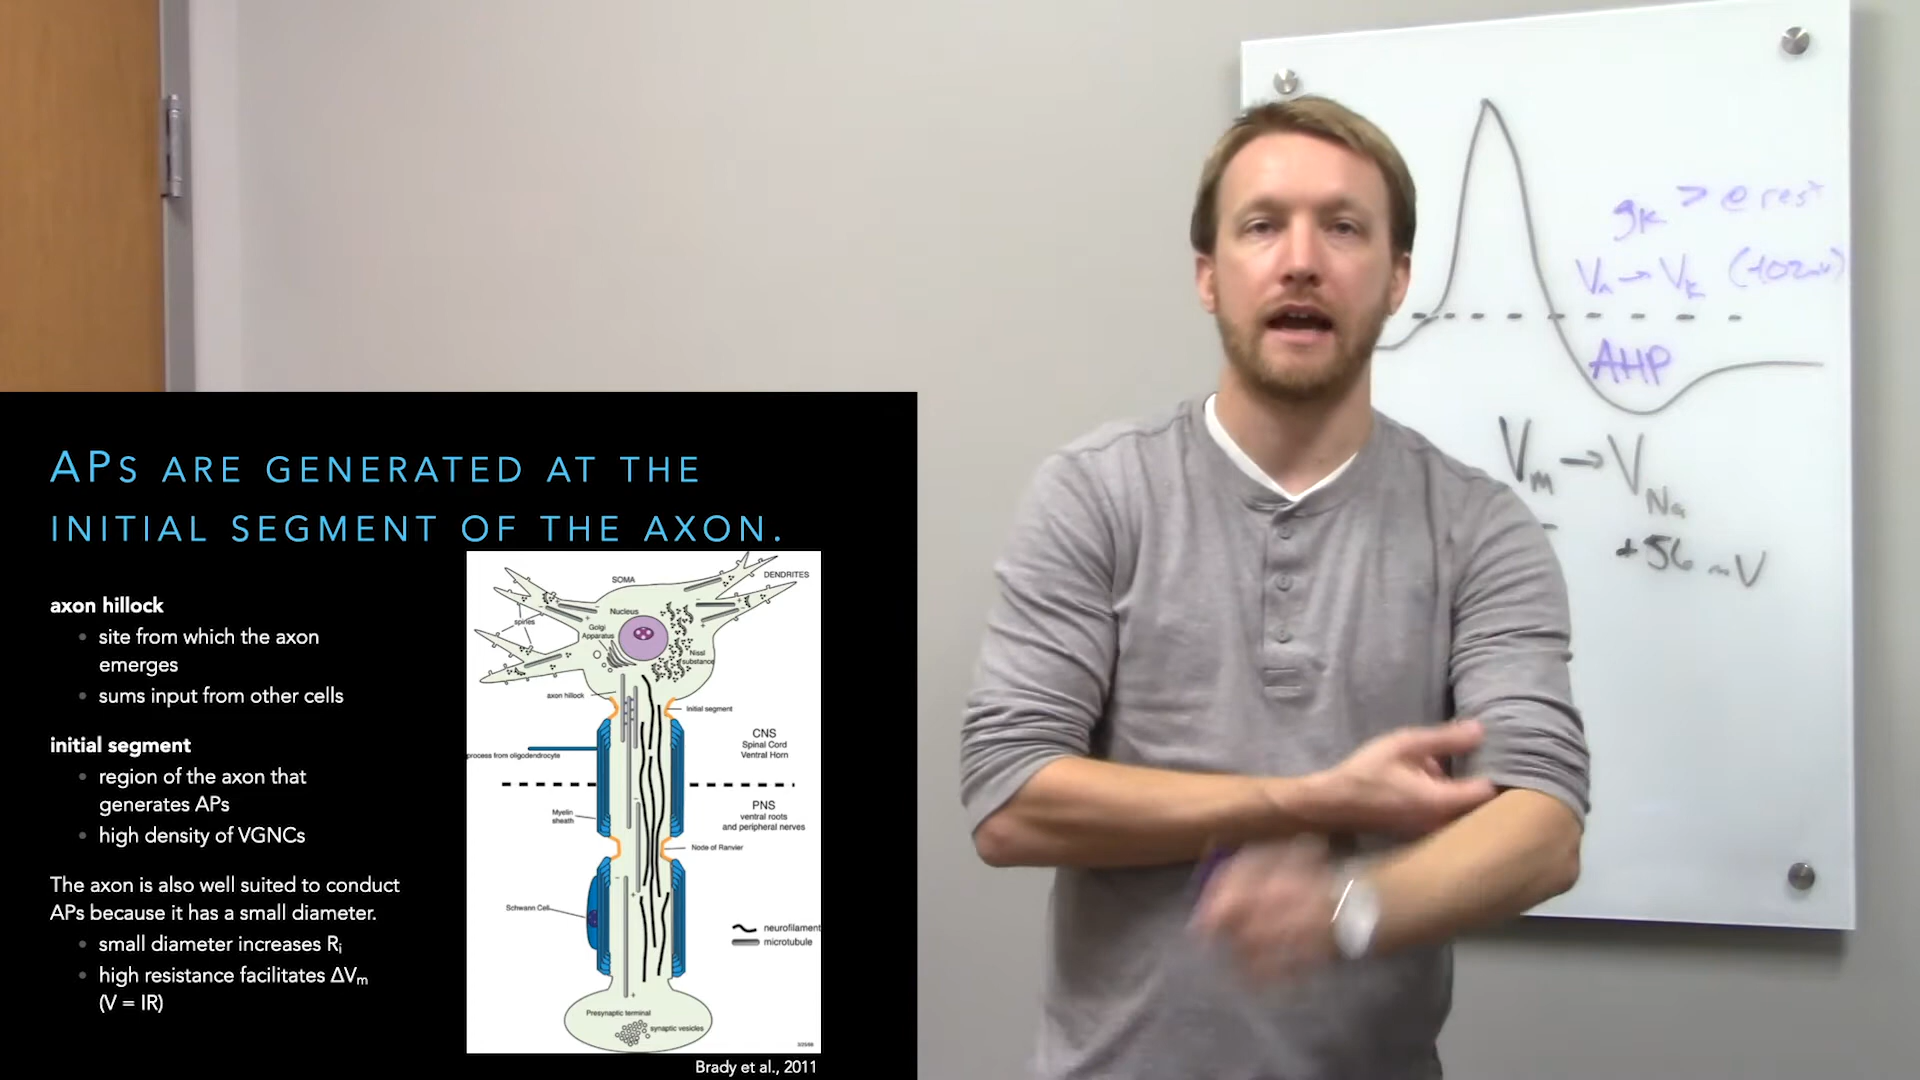 APs ARE GENERATED AT THE
INITIAL SEGMENT OF THE AXON.
axon hillock
• site from which the axon
emerges
• sums input from other cells
initial segment
• region of the axon that
generates APs
• high density of VGNCs
The axon is also well suited to conduct
APs because it has a small diameter.
• small diameter increases Ri
• high resistance facilitates ΔVm
(V = IR)
SOMA
DENDRITES
Nucleus
spines
Golgi
Apparatus
Nissl
substance
axon hillock
Initial segment
CNS
Spinal Cord
Ventral Horn
process from oligodendrocyte
PNS
ventral roots
and peripheral nerves
Myelin
sheath
Node of Ranvier
Schwann Cell
neurofilament
microtubule
Presynaptic terminal
synaptic vesicles
Brady et al., 2011
gK > @ rest
Vm → VK (-102mV)
AHP
Vm → VNa
+56 mV